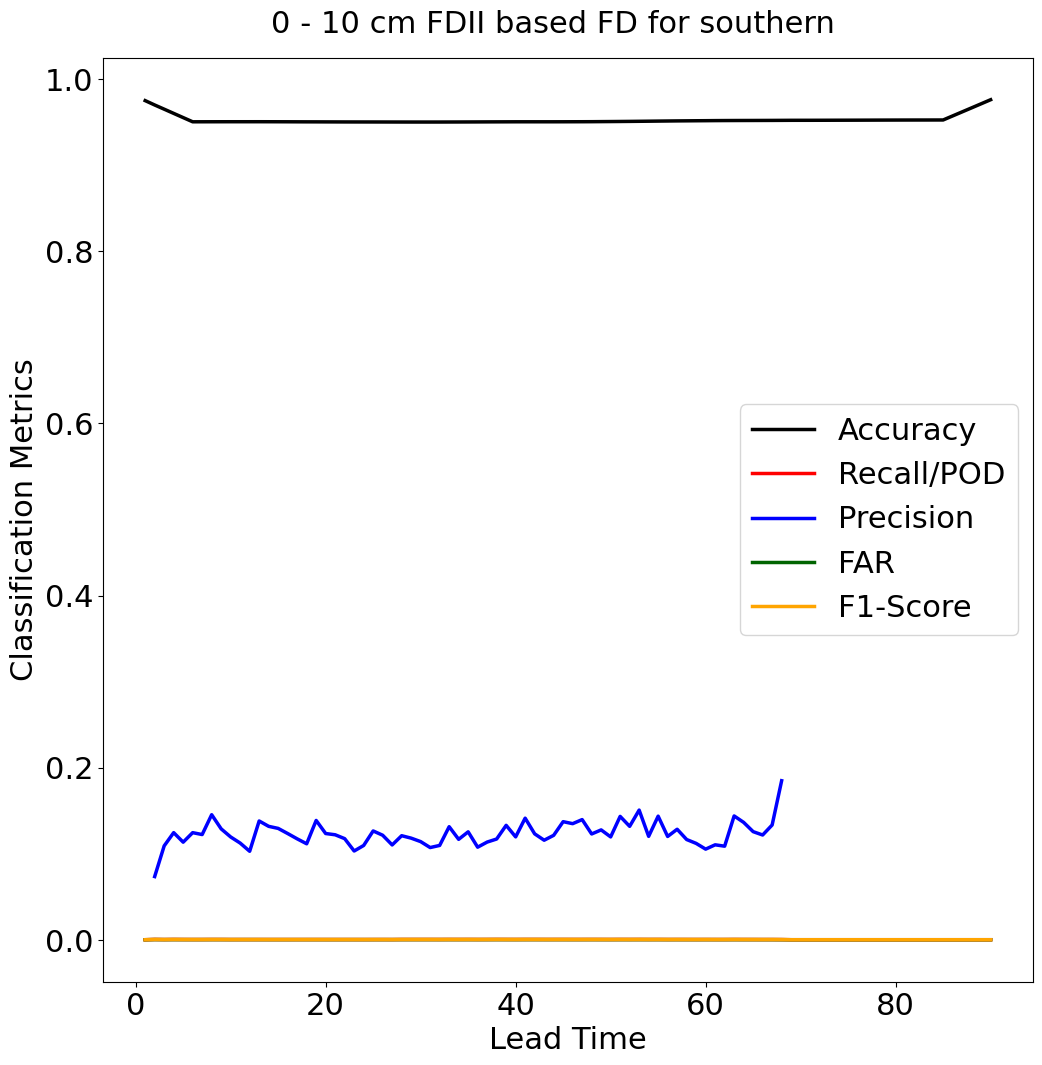 0 - 10 cm FDII based FD for southern
1.0
0.8
0.6
0.4
0.2
0.0
Classification Metrics
Accuracy
Recall/POD
Precision
FAR
F1-Score
0 20 40 60 80
Lead Time